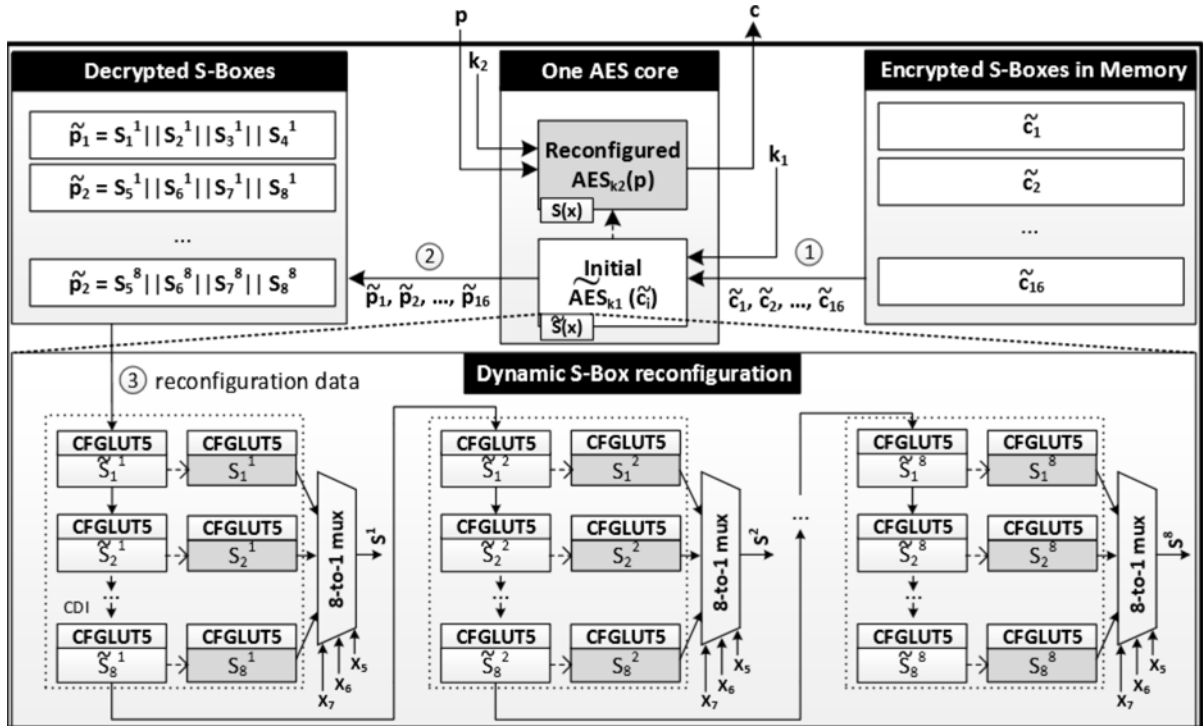 p
c
Decrypted S-Boxes
p̃₁ = S₁¹||S₂¹||S₃¹|| S₄¹
p̃₂ = S₅¹||S₆¹||S₇¹|| S₈¹
...
p̃₂ = S₅⁸||S₆⁸||S₇⁸|| S₈⁸
k₂
One AES core
Reconfigured
AESₖ₂(p)
S(x)
Initial
A͠ESₖ₁ (c̃ᵢ)
S̃(x)
k₁
Encrypted S-Boxes in Memory
c̃₁
c̃₂
...
c̃₁₆
①
c̃₁, c̃₂, ..., c̃₁₆
②
p̃₁, p̃₂, ..., p̃₁₆
③ reconfiguration data
Dynamic S-Box reconfiguration
CFGLUT5 CFGLUT5
S̃₁¹ S₁¹
CFGLUT5 CFGLUT5
S̃₂¹ S₂¹
...
CDI
CFGLUT5 CFGLUT5
S̃₈¹ S₈¹
8-to-1 mux
S¹
X₅
X₆
X₇
CFGLUT5 CFGLUT5
S̃₁² S₁²
CFGLUT5 CFGLUT5
S̃₂² S₂²
...
CFGLUT5 CFGLUT5
S̃₈² S₈²
8-to-1 mux
S²
X₅
X₆
X₇
...
CFGLUT5 CFGLUT5
S̃₁⁸ S₁⁸
CFGLUT5 CFGLUT5
S̃₂⁸ S₂⁸
...
CFGLUT5 CFGLUT5
S̃₈⁸ S₈⁸
8-to-1 mux
S⁸
X₅
X₆
X₇